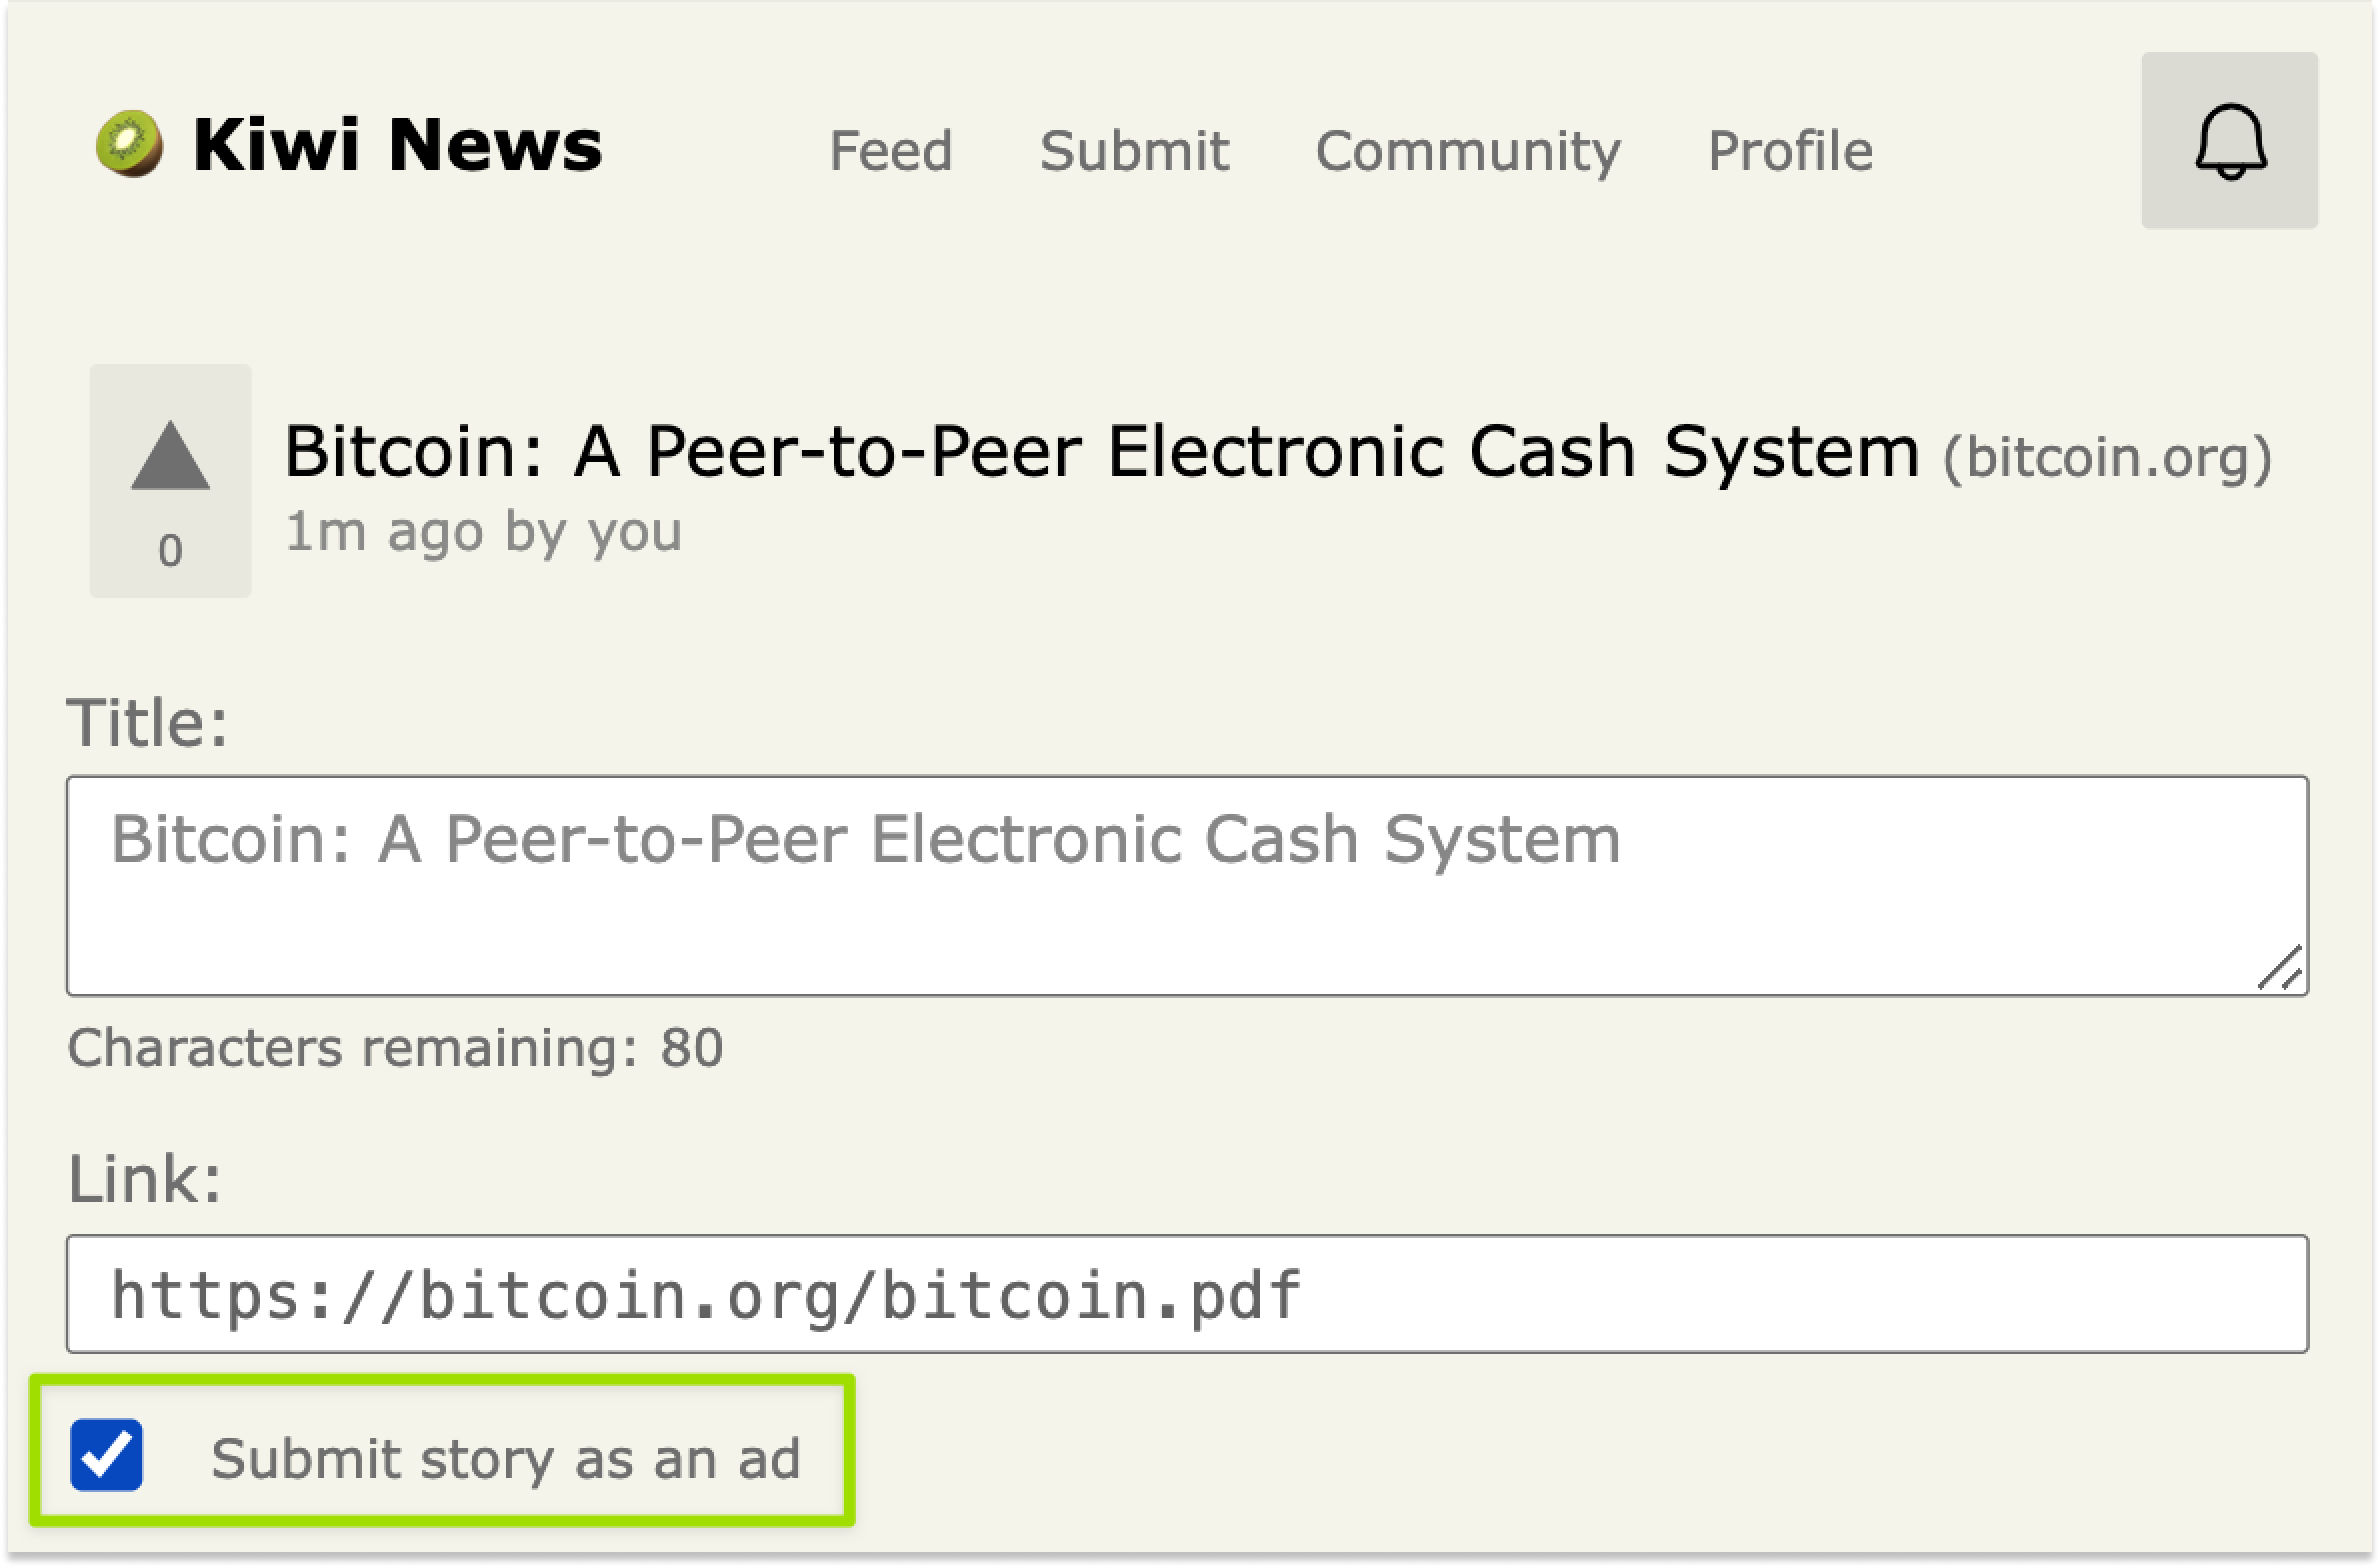 Kiwi News Feed Submit Community Profile
Bitcoin: A Peer-to-Peer Electronic Cash System (bitcoin.org)
1m ago by you
0
Title:
Bitcoin: A Peer-to-Peer Electronic Cash System
Characters remaining: 80
Link:
https://bitcoin.org/bitcoin.pdf
Submit story as an ad